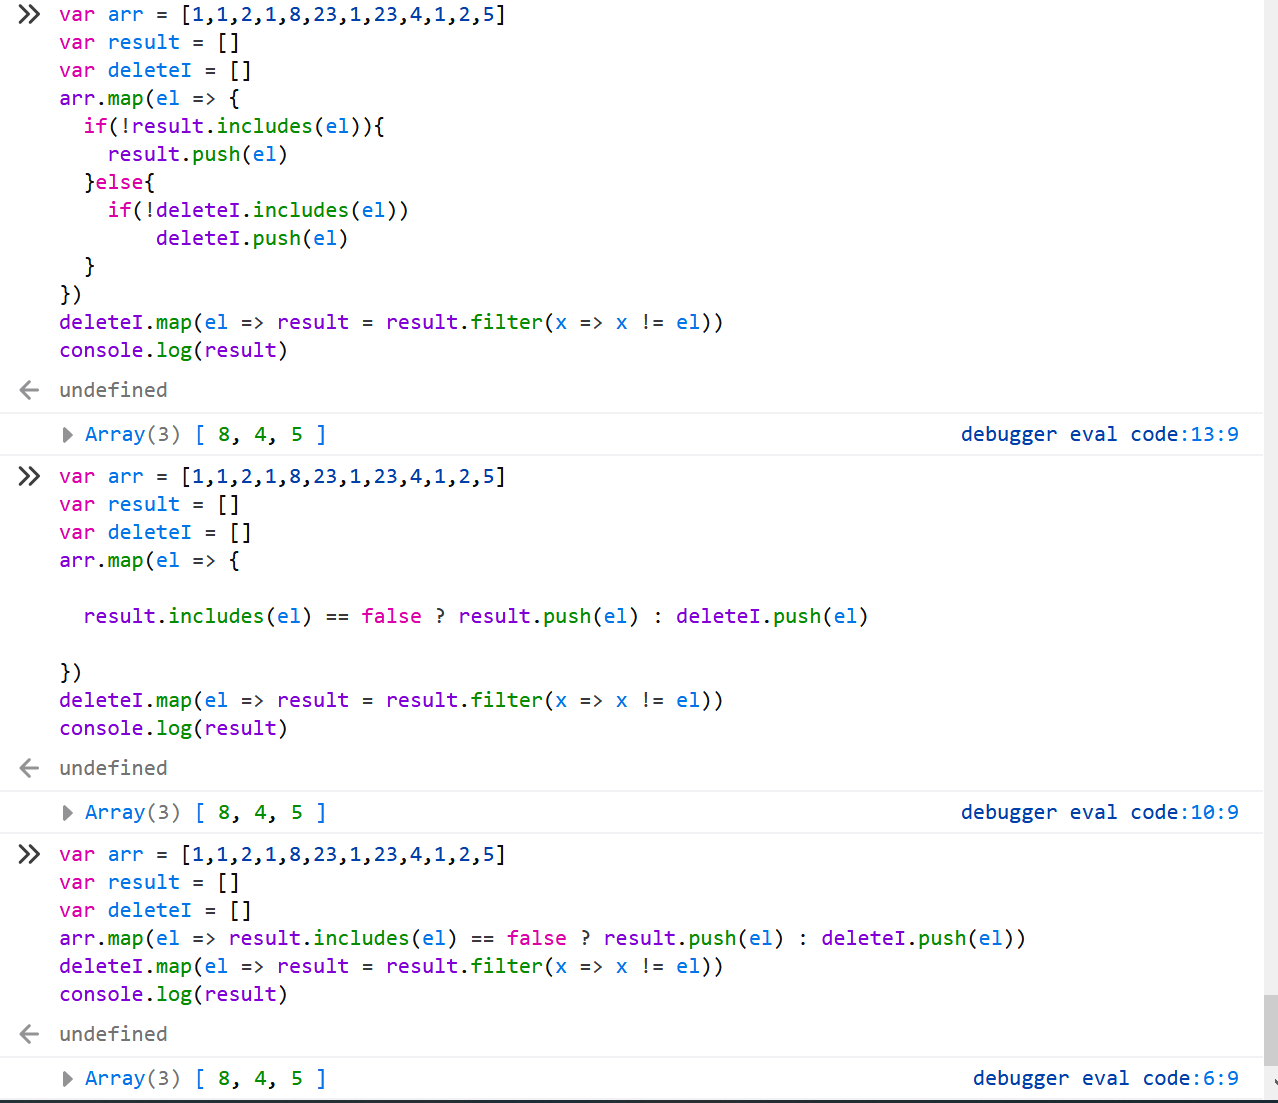 var arr = [1,1,2,1,8,23,1,23,4,1,2,5]
var result = []
var deleteI = []
arr.map(el => {
  if(!result.includes(el)){
    result.push(el)
  }else{
    if(!deleteI.includes(el))
        deleteI.push(el)
  }
})
deleteI.map(el => result = result.filter(x => x != el))
console.log(result)
undefined
Array(3) [ 8, 4, 5 ] debugger eval code:13:9
var arr = [1,1,2,1,8,23,1,23,4,1,2,5]
var result = []
var deleteI = []
arr.map(el => {
  result.includes(el) == false ? result.push(el) : deleteI.push(el)
})
deleteI.map(el => result = result.filter(x => x != el))
console.log(result)
undefined
Array(3) [ 8, 4, 5 ] debugger eval code:10:9
var arr = [1,1,2,1,8,23,1,23,4,1,2,5]
var result = []
var deleteI = []
arr.map(el => result.includes(el) == false ? result.push(el) : deleteI.push(el))
deleteI.map(el => result = result.filter(x => x != el))
console.log(result)
undefined
Array(3) [ 8, 4, 5 ] debugger eval code:6:9